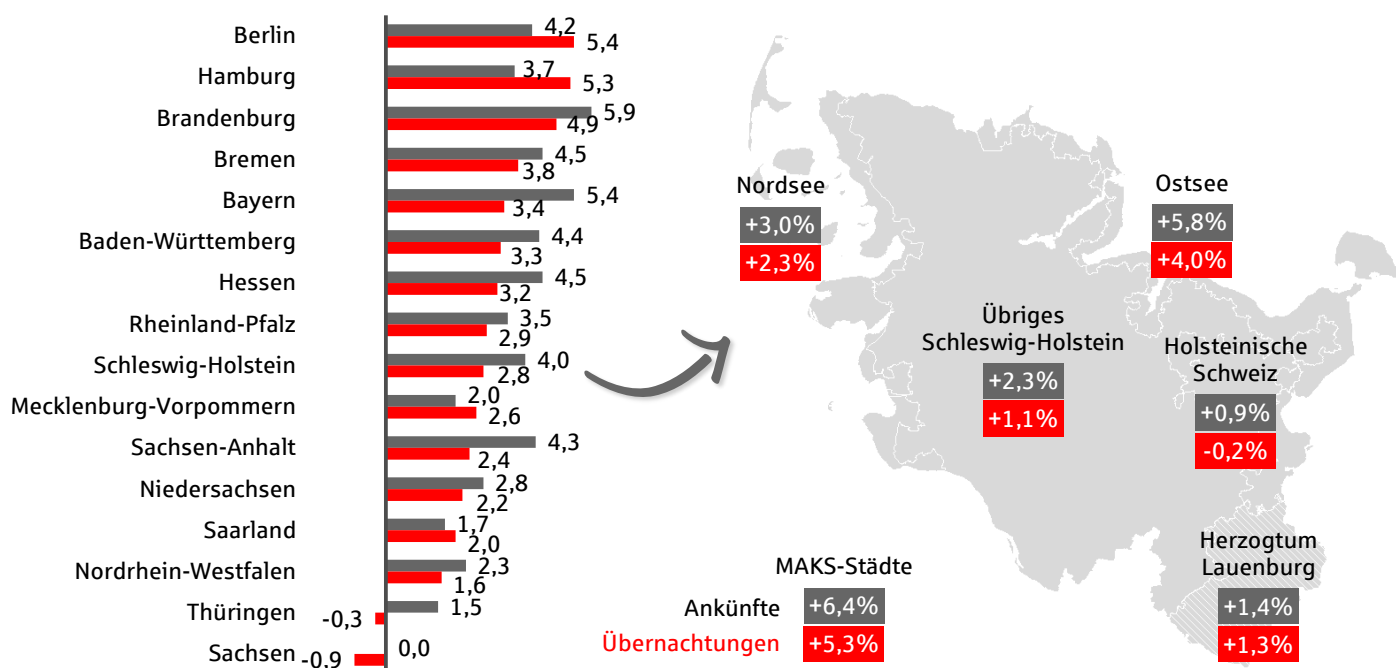 Berlin
4,2
5,4
Hamburg
3,7
5,3
Brandenburg
5,9
4,9
Bremen
4,5
3,8
Bayern
5,4
3,4
Baden-Württemberg
4,4
3,3
Hessen
4,5
3,2
Rheinland-Pfalz
3,5
2,9
Schleswig-Holstein
4,0
2,8
Mecklenburg-Vorpommern
2,0
2,6
Sachsen-Anhalt
4,3
2,4
Niedersachsen
2,8
2,2
Saarland
1,7
2,0
Nordrhein-Westfalen
2,3
1,6
Thüringen
1,5
-0,3
Sachsen
0,0
-0,9
Nordsee
+3,0%
+2,3%
Ostsee
+5,8%
+4,0%
Übriges
Schleswig-Holstein
+2,3%
+1,1%
Holsteinische
Schweiz
+0,9%
-0,2%
Herzogtum
Lauenburg
+1,4%
+1,3%
MAKS-Städte
Ankünfte +6,4%
Übernachtungen +5,3%